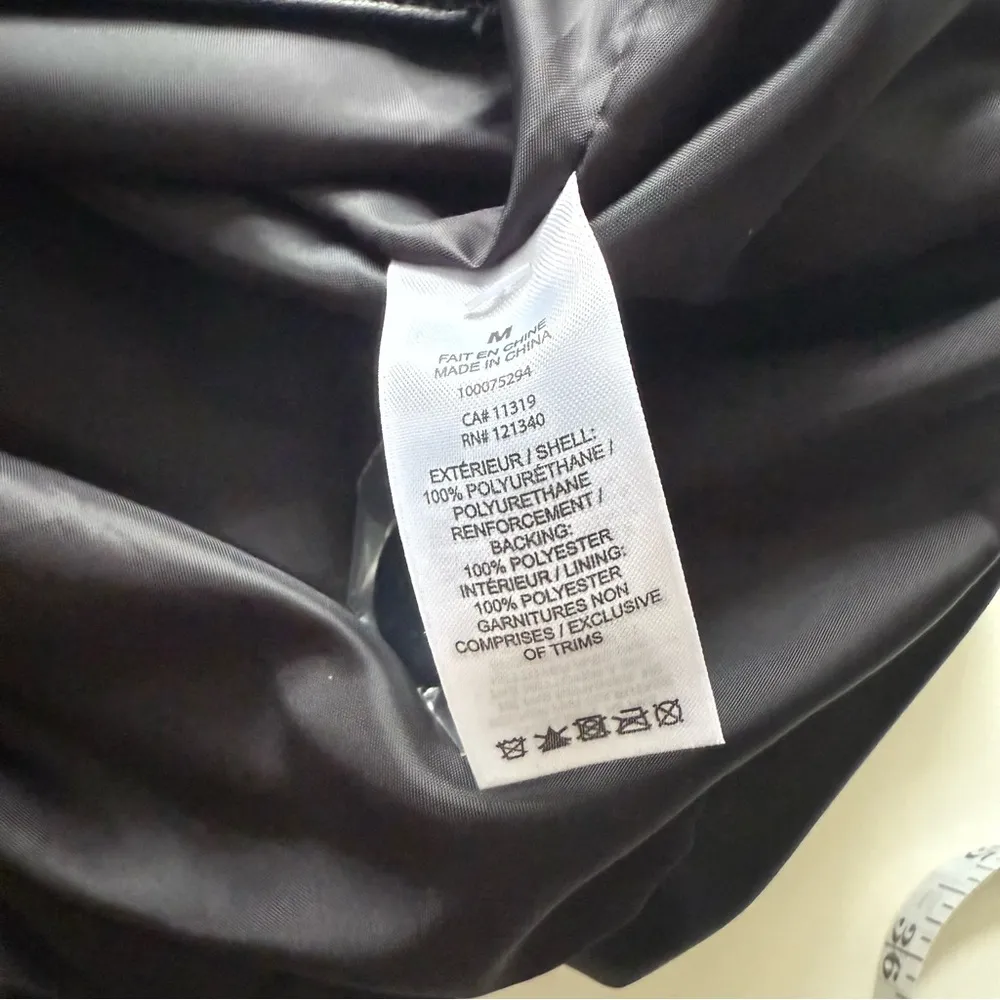 M
FAIT EN CHINE
MADE IN CHINA
100075294
CA# 11319
RN# 121340
EXTÉRIEUR / SHELL:
100% POLYURÉTHANE /
POLYURETHANE
RENFORCEMENT /
BACKING:
100% POLYESTER
INTÉRIEUR / LINING:
100% POLYESTER
GARNITURES NON
COMPRISES / EXCLUSIVE
OF TRIMS
36